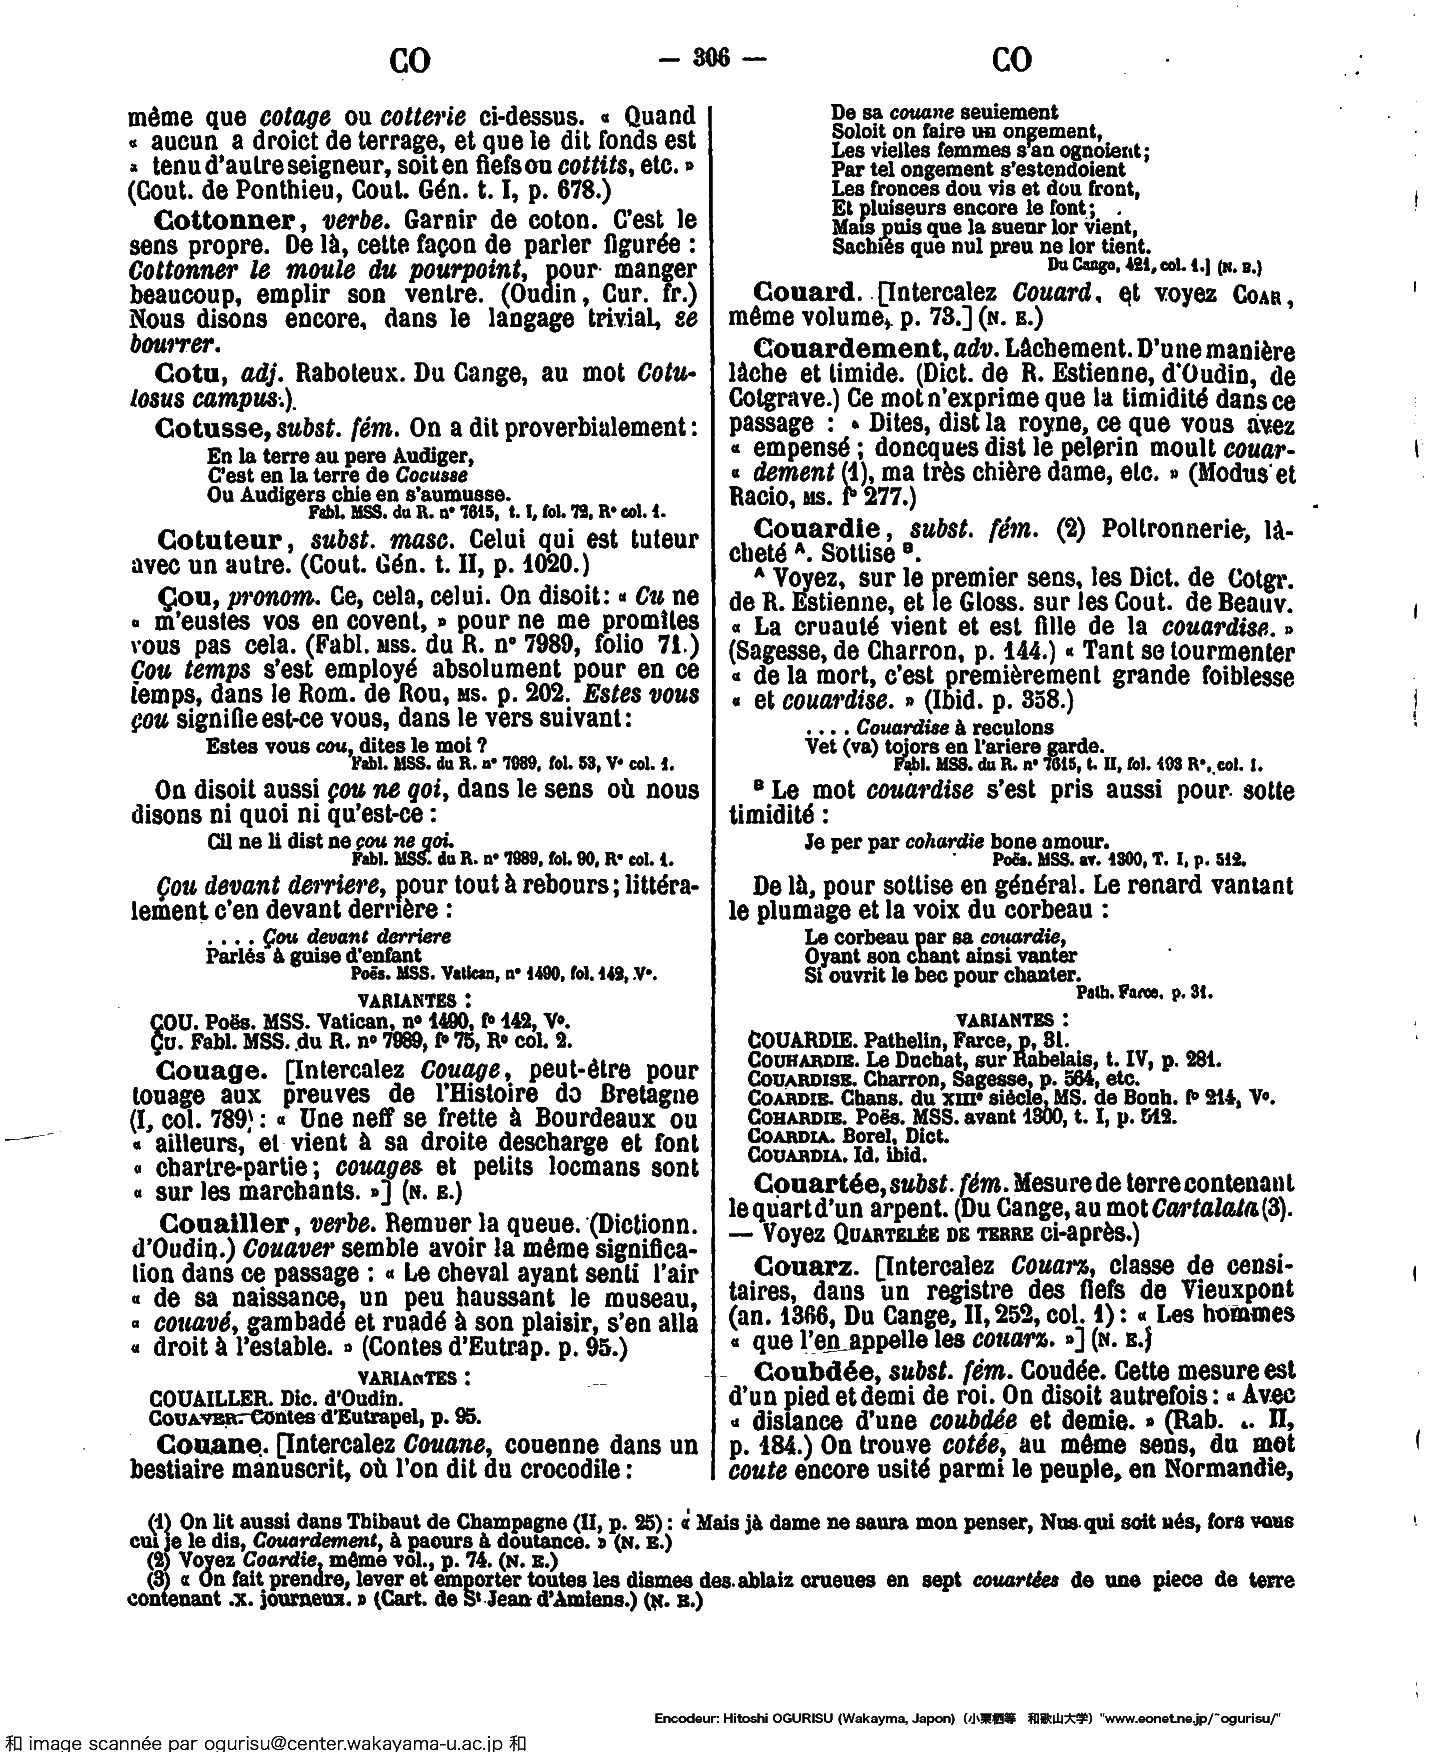 CO — 306 — CO
même que cotage ou cotterie ci-dessus. « Quand
« aucun a droict de terrage, et que le dit fonds est
« tenu d'autre seigneur, soit en fiefs ou cottits, etc. »
(Cout. de Ponthieu, Cout. Gén. t. I, p. 678.)
Cottonner, verbe. Garnir de coton. C'est le
sens propre. De là, cette façon de parler figurée :
Cottonner le moule du pourpoint, pour manger
beaucoup, emplir son ventre. (Oudin, Cur. fr.)
Nous disons encore, dans le langage trivial, se
bourrer.
Cotu, adj. Raboteux. Du Cange, au mot Cotu-
losus campus.)
Cotusse, subst. fém. On a dit proverbialement :
En la terre au pere Audiger,
C'est en la terre de Cocusse
Ou Audigers chie en s'aumusse.
Fabl. MSS. du R. nº 7615, t. I, fol. 72, Rº col. 1.
Cotuteur, subst. masc. Celui qui est tuteur
avec un autre. (Cout. Gén. t. II, p. 1020.)
Çou, pronom. Ce, cela, celui. On disoit : « Cu ne
« m'eustes vos en covent, » pour ne me promîtes
vous pas cela. (Fabl. MSS. du R. nº 7989, folio 71.)
Çou temps s'est employé absolument pour en ce
temps, dans le Rom. de Rou, MS. p. 202. Estes vous
çou signifie est-ce vous, dans le vers suivant :
Estes vous cou, dites le moi ?
Fabl. MSS. du R. nº 7989, fol. 53, Vº col. 1.
On disoit aussi çou ne qoi, dans le sens où nous
disons ni quoi ni qu'est-ce :
Cil ne li dist ne çou ne qoi.
Fabl. MSS. du R. nº 7989, fol. 90, Rº col. 1.
Çou devant derriere, pour tout à rebours ; littéra-
lement c'en devant derrière :
. . . . Çou devant derriere
Parlés à guise d'enfant
Poës. MSS. Vatican, nº 1490, fol. 142, Vº.
VARIANTES :
ÇOU. Poës. MSS. Vatican, nº 1490, fº 142, Vº.
ÇU. Fabl. MSS. du R. nº 7989, fº 75, Rº col. 2.
Couage. [Intercalez Couage, peut-être pour
touage aux preuves de l'Histoire de Bretagne
(I, col. 789) : « Une neff se frette à Bourdeaux ou
« ailleurs, et vient à sa droite descharge et font
« chartre-partie ; couages et petits locmans sont
« sur les marchants. »] (N. E.)
Couailler, verbe. Remuer la queue. (Dictionn.
d'Oudin.) Couaver semble avoir la même significa-
tion dans ce passage : « Le cheval ayant senti l'air
« de sa naissance, un peu haussant le museau,
« couavé, gambadé et ruadé à son plaisir, s'en alla
« droit à l'estable. » (Contes d'Eutrap. p. 95.)
VARIANTES :
COUAILLER. Dic. d'Oudin.
COUAVER. Contes d'Eutrapel, p. 95.
Couane. [Intercalez Couane, couenne dans un
bestiaire manuscrit, où l'on dit du crocodile :
De sa couane seulement
Soloit on faire un ongement,
Les vielles femmes s'an ognoient ;
Par tel ongement s'estendoient
Les fronces dou vis et dou front,
Et pluiseurs encore le font ;
Mais puis que la sueur lor vient,
Sachiés que nul preu ne lor tient.
Du Cange, 421, col. 1.] (N. E.)
Couard. [Intercalez Couard, et voyez COAR,
même volume, p. 73.] (N. E.)
Couardement, adv. Lâchement. D'une manière
lâche et timide. (Dict. de R. Estienne, d'Oudin, de
Cotgrave.) Ce mot n'exprime que la timidité dans ce
passage : « Dites, dist la royne, ce que vous avez
« empensé ; doncques dist le pelerin moult couar-
« dement (1), ma très chière dame, etc. » (Modus et
Racio, MS. fº 277.)
Couardie, subst. fém. (2) Poltronnerie, lâ-
cheté A. Sottise B.
A Voyez, sur le premier sens, les Dict. de Cotgr.
de R. Estienne, et le Gloss. sur les Cout. de Beauv.
« La cruauté vient et est fille de la couardise. »
(Sagesse, de Charron, p. 144.) « Tant se tourmenter
« de la mort, c'est premièrement grande foiblesse
« et couardise. » (Ibid. p. 358.)
. . . . Couardise à reculons
Vet (va) tojors en l'ariere garde.
Fabl. MSS. du R. nº 7615, t. II, fol. 193 Rº, col. 1.
B Le mot couardise s'est pris aussi pour sotte
timidité :
Je per par cohardie bone amour.
Poës. MSS. av. 1300, T. I, p. 512.
De là, pour sottise en général. Le renard vantant
le plumage et la voix du corbeau :
Le corbeau par sa couardie,
Oyant son chant ainsi vanter
Si ouvrit le bec pour chanter.
Path. Farce, p. 31.
VARIANTES :
COUARDIE. Pathelin, Farce, p. 31.
COUHARDIE. Le Duchat, sur Rabelais, t. IV, p. 281.
COUARDISE. Charron, Sagesse, p. 564, etc.
COARDIE. Chans. du XIIIe siècle, MS. de Bouh. fº 214, Vº.
COHARDIE. Poës. MSS. avant 1300, t. I, p. 512.
COARDIA. Borel, Dict.
COUARDIA. Id. ibid.
Couartée, subst. fém. Mesure de terre contenant
le quart d'un arpent. (Du Cange, au mot Cartalata (3).
— Voyez QUARTELÉE DE TERRE ci-après.)
Couarz. [Intercalez Couarz, classe de censi-
taires, dans un registre des fiefs de Vieuxpont
(an. 1366, Du Cange, II, 252, col. 1) : « Les hommes
« que l'en appelle les couarz. »] (N. E.)
Coubdée, subst. fém. Coudée. Cette mesure est
d'un pied et demi de roi. On disoit autrefois : « Avec
« distance d'une coubdée et demie. » (Rab. t. II,
p. 184.) On trouve cotée, au même sens, du mot
coute encore usité parmi le peuple, en Normandie,
(1) On lit aussi dans Thibaut de Champagne (II, p. 25) : « Mais jà dame ne saura mon penser, Nus qui soit nés, fors vous
cui je le dis, Couardement, à paours à doutance. » (N. E.)
(2) Voyez Coardie, même vol., p. 74. (N. E.)
(3) « On fait prendre, lever et emporter toutes les dismes des ablaiz crueues en sept couartées de une piece de terre
contenant .x. journeux. » (Cart. de St Jean d'Amiens.) (N. E.)
Encodeur: Hitoshi OGURISU (Wakayma, Japon) (小栗栖等 和歌山大学) "www.eonet.ne.jp/~ogurisu/"
和 image scannée par ogurisu@center.wakayama-u.ac.jp 和